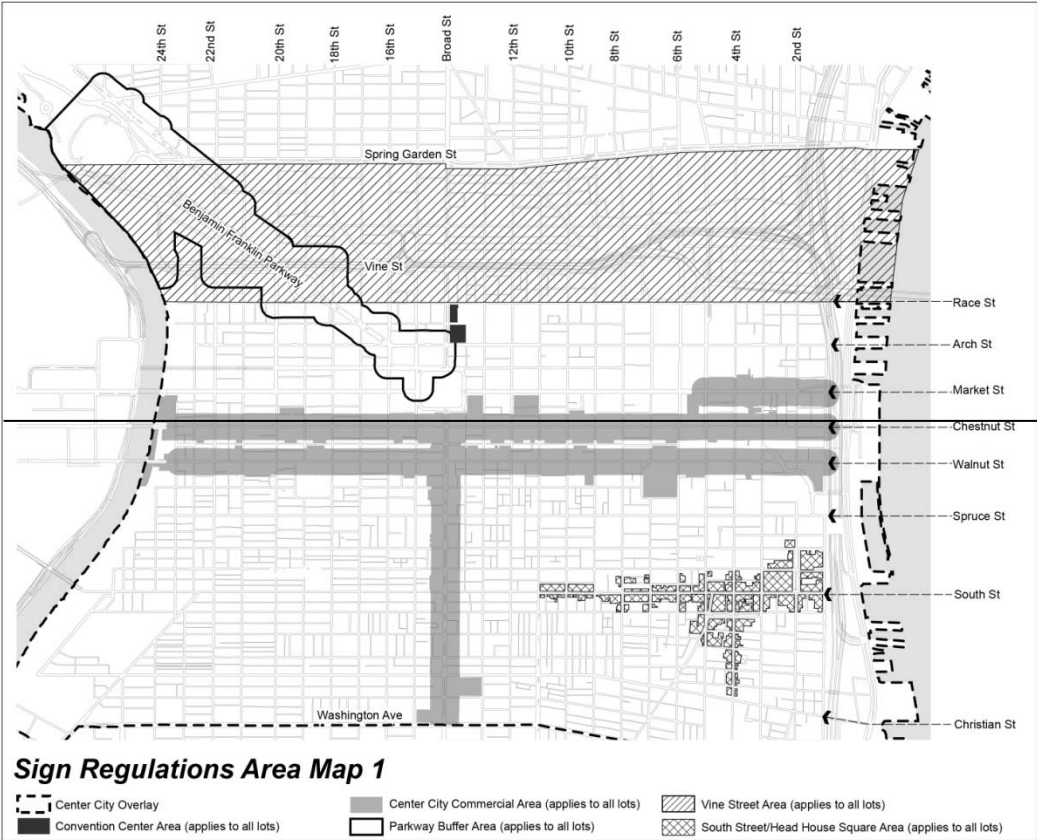 24th St
22nd St
20th St
18th St
16th St
Broad St
12th St
10th St
8th St
6th St
4th St
2nd St
Spring Garden St
Benjamin Franklin Parkway
Vine St
Race St
Arch St
Market St
Chestnut St
Walnut St
Spruce St
South St
Washington Ave
Christian St
Sign Regulations Area Map 1
Center City Overlay
Center City Commercial Area (applies to all lots)
Vine Street Area (applies to all lots)
Convention Center Area (applies to all lots)
Parkway Buffer Area (applies to all lots)
South Street/Head House Square Area (applies to all lots)